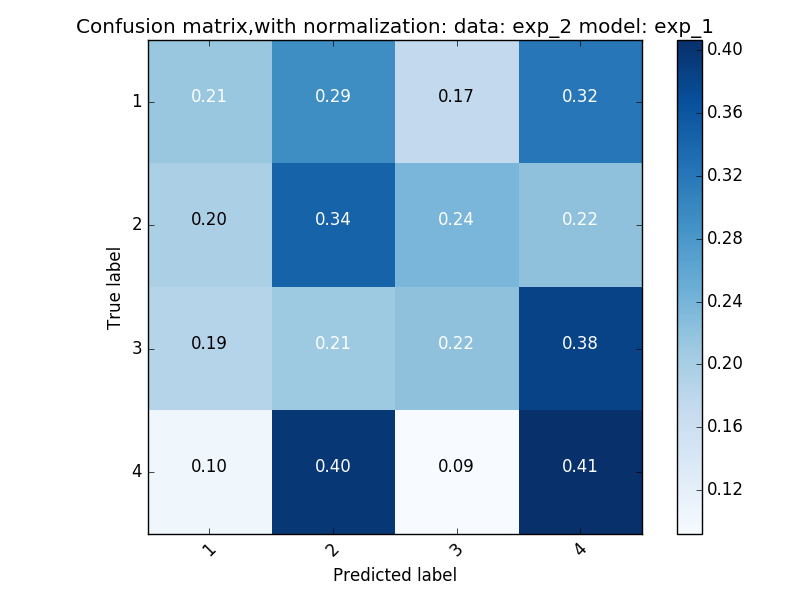 Confusion matrix,with normalization: data: exp_2 model: exp_1
True label
1 0.21 0.29 0.17 0.32
2 0.20 0.34 0.24 0.22
3 0.19 0.21 0.22 0.38
4 0.10 0.40 0.09 0.41
1 2 3 4
Predicted label
0.40
0.36
0.32
0.28
0.24
0.20
0.16
0.12